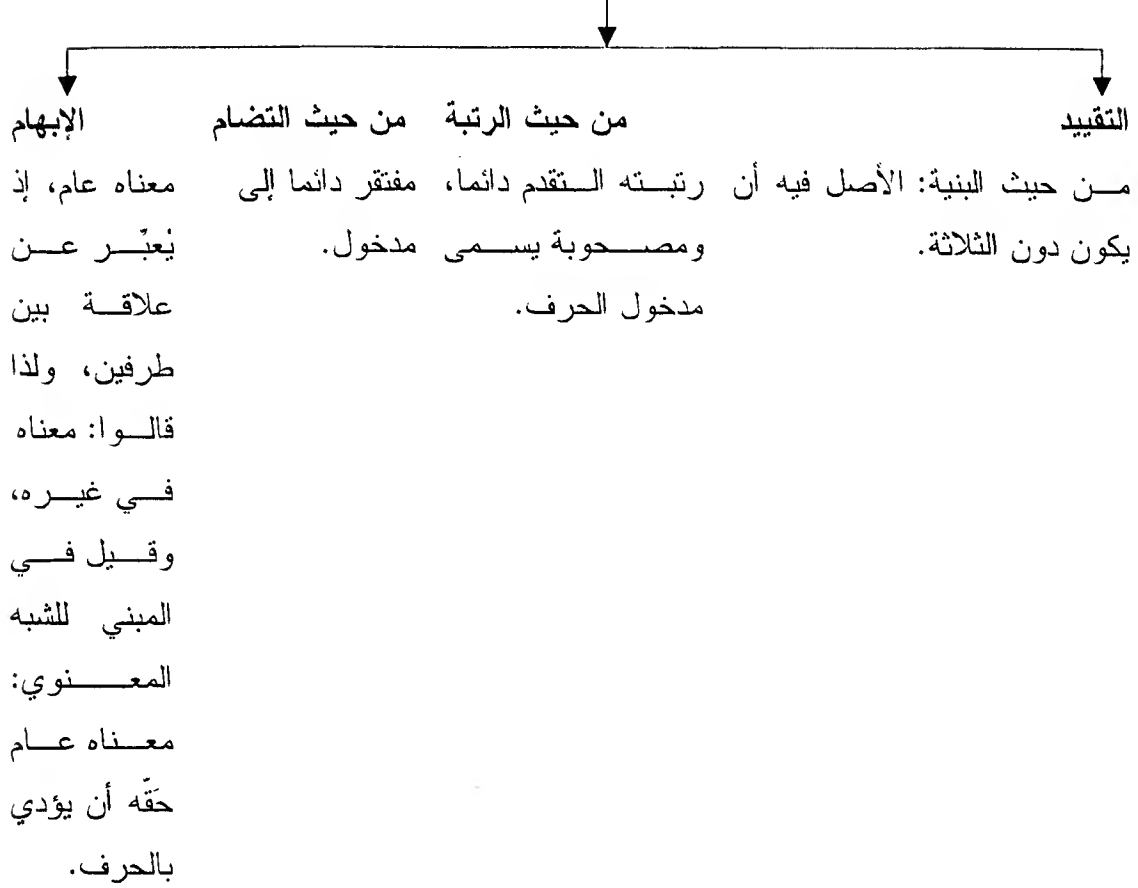 التقييد
من حيث البنية: الأصل فيه أن
يكون دون الثلاثة.
من حيث الرتبة
رتبته التقدم دائما،
ومصحوبة يسمى
مدخول الحرف.
من حيث التضام
مفتقر دائما إلى
مدخول.
الإبهام
معناه عام، إذ
يُعبِّر عن
علاقة بين
طرفين، ولذا
قالوا: معناه
في غيره،
وقيل في
المبني للشبه
المعنوي:
معناه عام
حَقّه أن يؤدي
بالحرف.